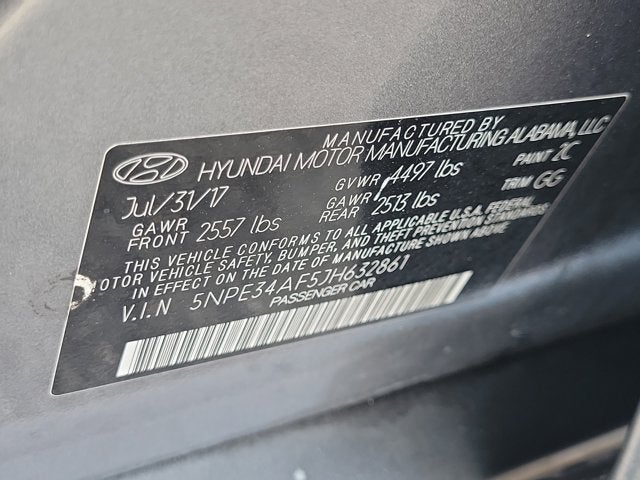 MANUFACTURED BY
HYUNDAI MOTOR MANUFACTURING ALABAMA, LLC
Jul/31/17 GVWR 4497 lbs PAINT 2C
GAWR FRONT 2557 lbs GAWR REAR 2513 lbs TRIM GG
THIS VEHICLE CONFORMS TO ALL APPLICABLE U.S.A. FEDERAL
MOTOR VEHICLE SAFETY, BUMPER, AND THEFT PREVENTION STANDARDS
IN EFFECT ON THE DATE OF MANUFACTURE SHOWN ABOVE
V.I.N 5NPE34AF5JH632861
PASSENGER CAR